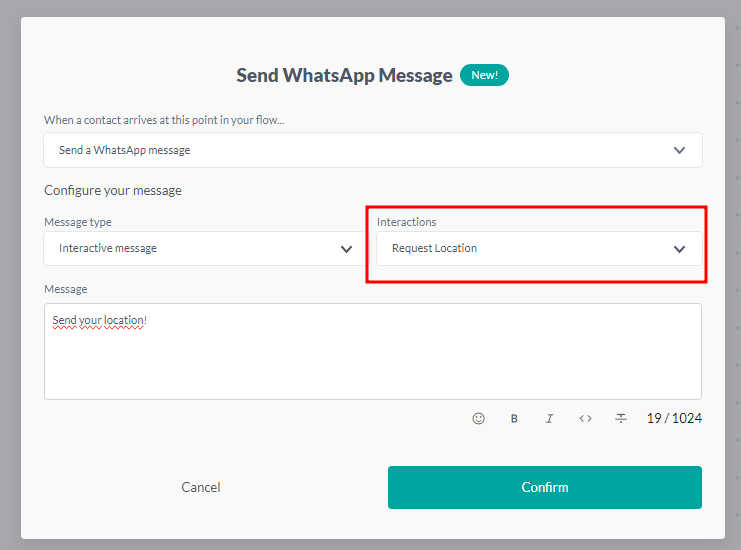 Send WhatsApp Message New!
When a contact arrives at this point in your flow...
Send a WhatsApp message
Configure your message
Message type
Interactions
Interactive message
Request Location
Message
Send your location!
B I <> T 19 / 1024
Cancel
Confirm